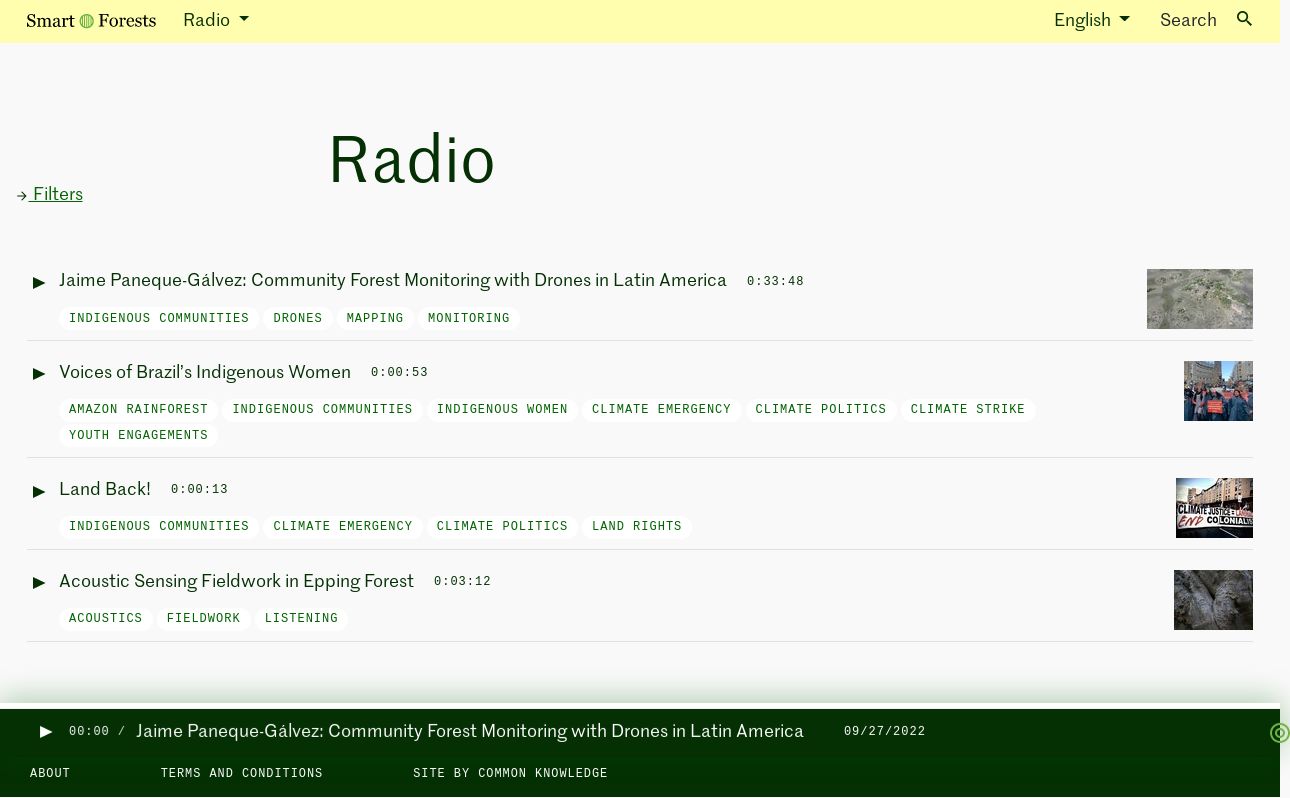 Smart Forests Radio English Search
Radio
Filters
Jaime Paneque-Gálvez: Community Forest Monitoring with Drones in Latin America 0:33:48
INDIGENOUS COMMUNITIES DRONES MAPPING MONITORING
Voices of Brazil’s Indigenous Women 0:00:53
AMAZON RAINFOREST INDIGENOUS COMMUNITIES INDIGENOUS WOMEN CLIMATE EMERGENCY CLIMATE POLITICS CLIMATE STRIKE
YOUTH ENGAGEMENTS
Land Back! 0:00:13
INDIGENOUS COMMUNITIES CLIMATE EMERGENCY CLIMATE POLITICS LAND RIGHTS
CLIMATE JUSTICE =
END COLONIALIS
Acoustic Sensing Fieldwork in Epping Forest 0:03:12
ACOUSTICS FIELDWORK LISTENING
00:00 / Jaime Paneque-Gálvez: Community Forest Monitoring with Drones in Latin America 09/27/2022
ABOUT TERMS AND CONDITIONS SITE BY COMMON KNOWLEDGE